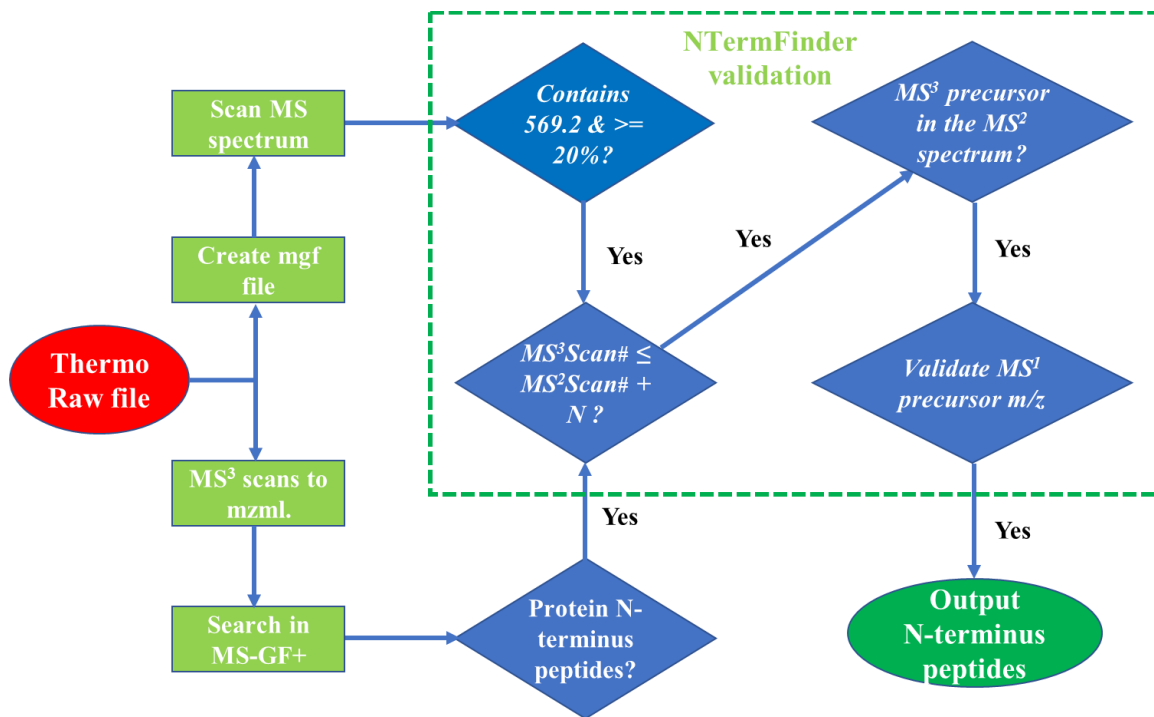 NTermFinder
validation
Scan MS
spectrum
Contains
569.2 & >=
20%?
MS³ precursor
in the MS²
spectrum?
Yes
Yes
Create mgf
file
Thermo
Raw file
MS³Scan# ≤
MS²Scan# +
N ?
Validate MS¹
precursor m/z
MS³ scans to
mzml.
Yes
Yes
Search in
MS-GF+
Protein N-
terminus
peptides?
Output
N-terminus
peptides